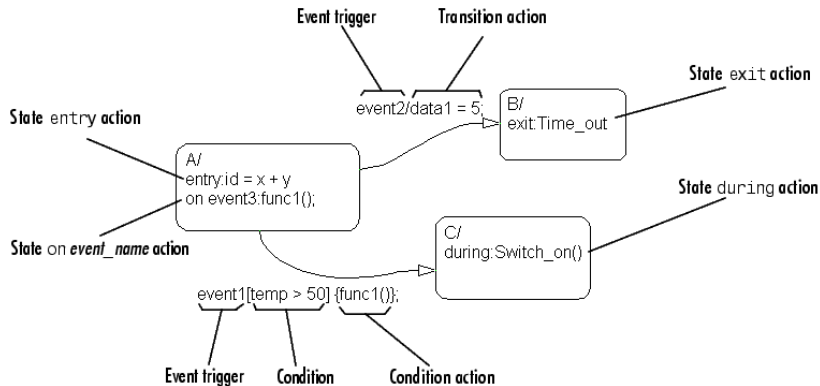 Event trigger
Transition action
State exit action
event2/data1 = 5;
B/
exit:Time_out
State entry action
A/
entry:id = x + y
on event3:func1();
State during action
State on event_name action
C/
during:Switch_on()
event1[temp > 50] {func1()};
Event trigger
Condition
Condition action